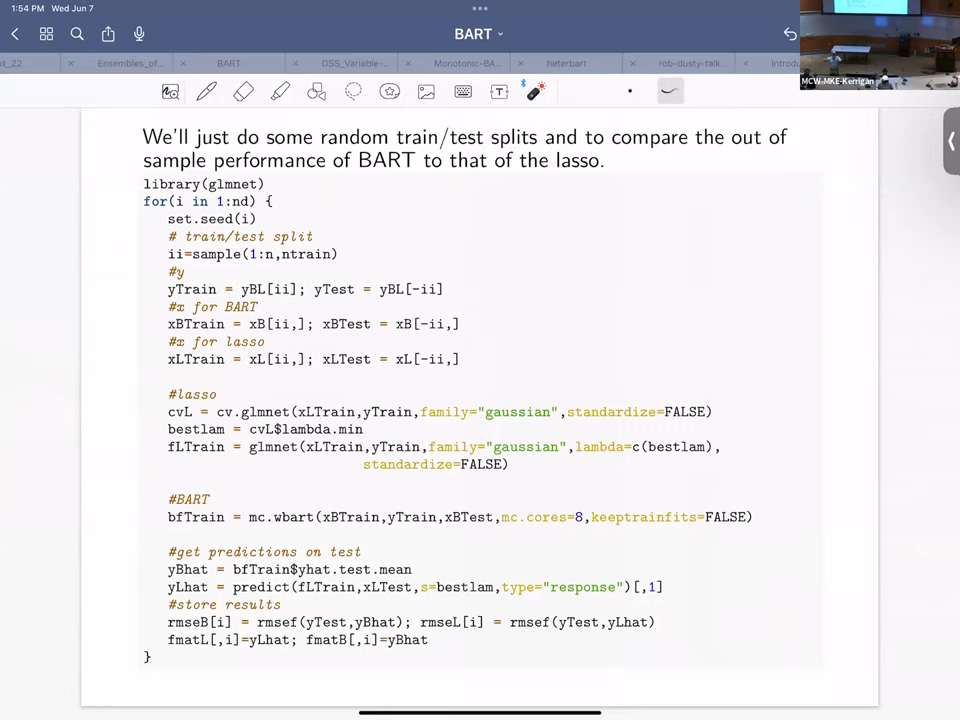 1:54 PM Wed Jun 7
BART
t_22
Ensembles_of...
BART
DSS_Variable-...
Monotonic-BA...
heterbart
rob-dusty-talk...
Introdu
MCW-MKE-Kerrigan
We'll just do some random train/test splits and to compare the out of
sample performance of BART to that of the lasso.
library(glmnet)
for(i in 1:nd) {
set.seed(i)
# train/test split
ii=sample(1:n,ntrain)
#y
yTrain = yBL[ii]; yTest = yBL[-ii]
#x for BART
xBTrain = xB[ii,]; xBTest = xB[-ii,]
#x for lasso
xLTrain = xL[ii,]; xLTest = xL[-ii,]
#lasso
cvL = cv.glmnet(xLTrain,yTrain,family="gaussian",standardize=FALSE)
bestlam = cvL$lambda.min
fLTrain = glmnet(xLTrain,yTrain,family="gaussian",lambda=c(bestlam),
standardize=FALSE)
#BART
bfTrain = mc.wbart(xBTrain,yTrain,xBTest,mc.cores=8,keeptrainfits=FALSE)
#get predictions on test
yBhat = bfTrain$yhat.test.mean
yLhat = predict(fLTrain,xLTest,s=bestlam,type="response")[,1]
#store results
rmseB[i] = rmsef(yTest,yBhat); rmseL[i] = rmsef(yTest,yLhat)
fmatL[,i]=yLhat; fmatB[,i]=yBhat
}